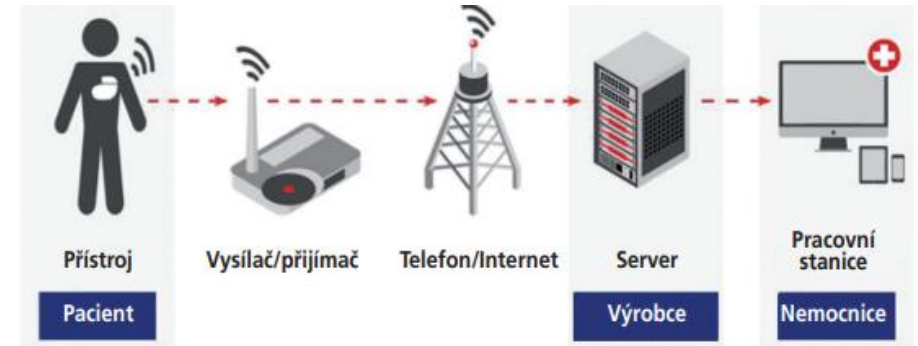 Přístroj
Vysílač/přijímač
Telefon/Internet
Server
Pracovní
stanice
Pacient
Výrobce
Nemocnice